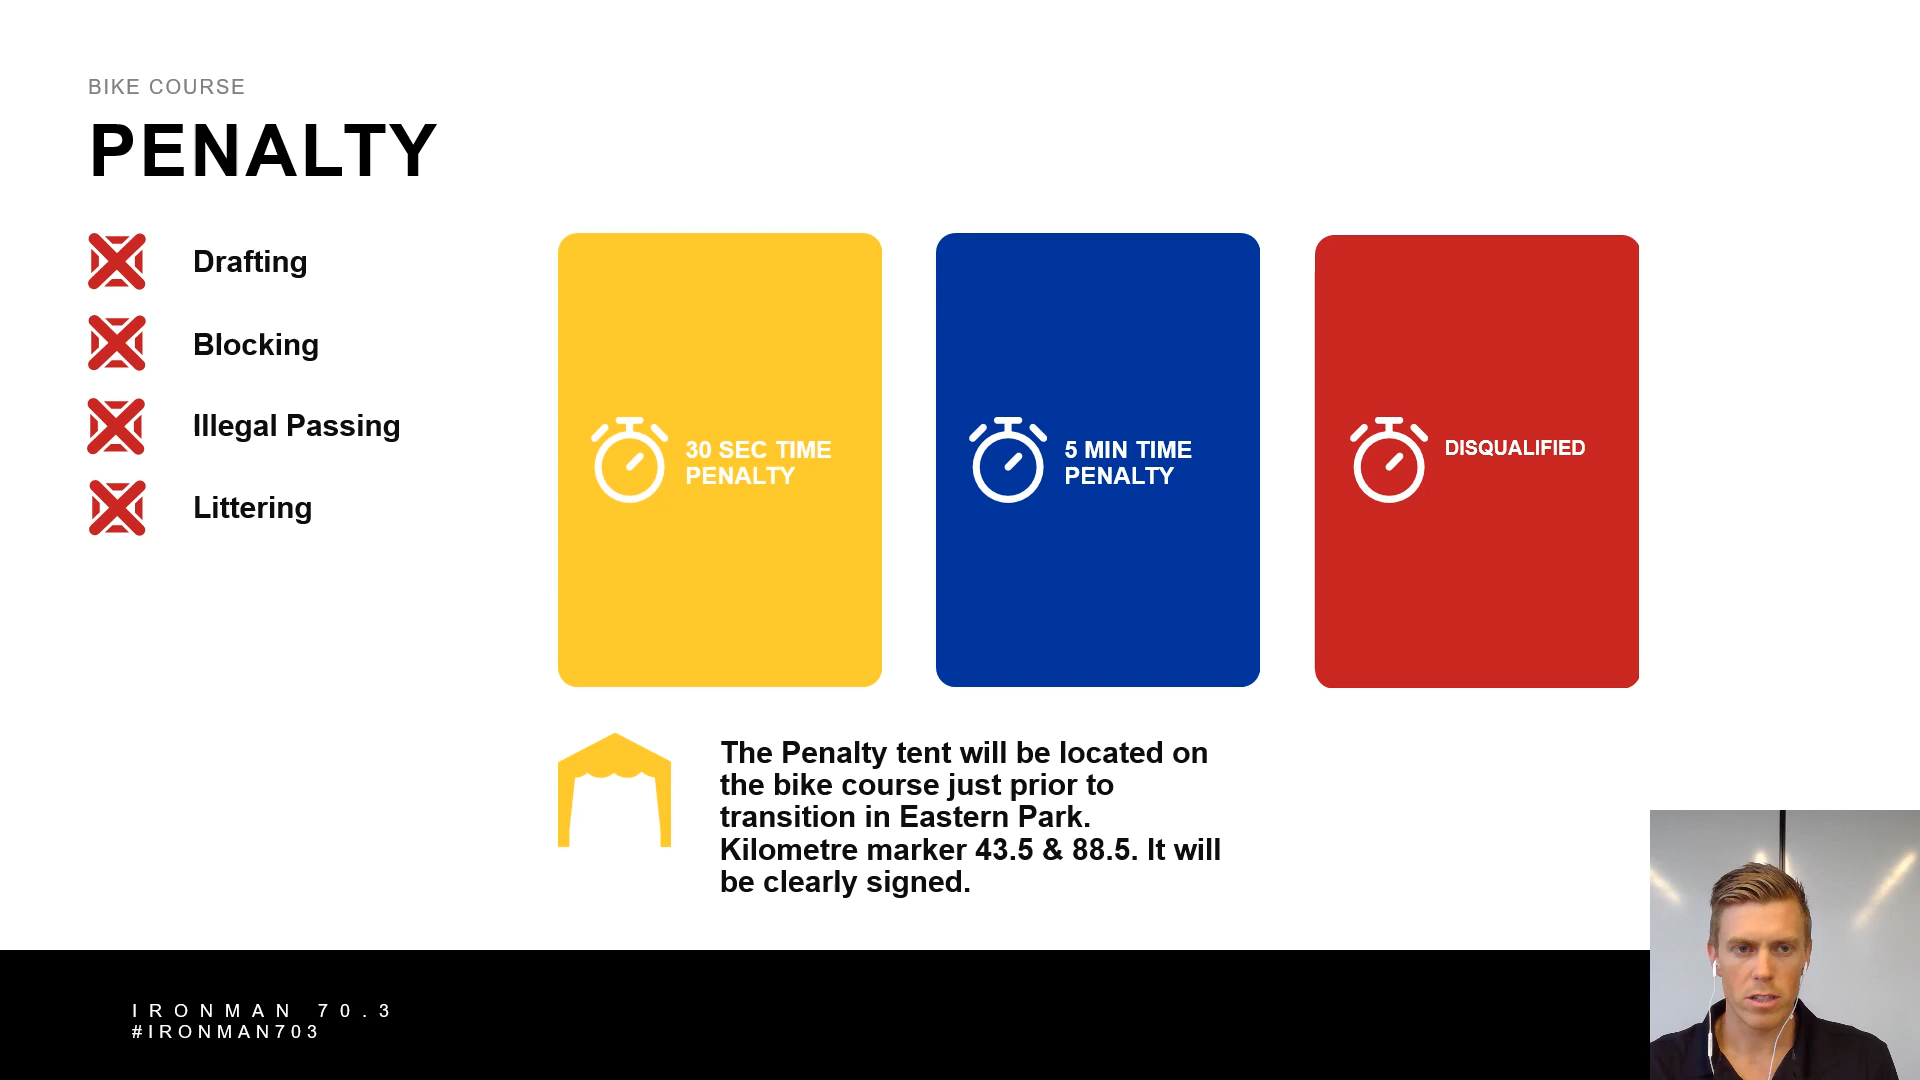 BIKE COURSE
PENALTY
Drafting
Blocking
Illegal Passing
Littering
30 SEC TIME
PENALTY
5 MIN TIME
PENALTY
DISQUALIFIED
The Penalty tent will be located on
the bike course just prior to
transition in Eastern Park.
Kilometre marker 43.5 & 88.5. It will
be clearly signed.
IRONMAN 70.3
#IRONMAN703